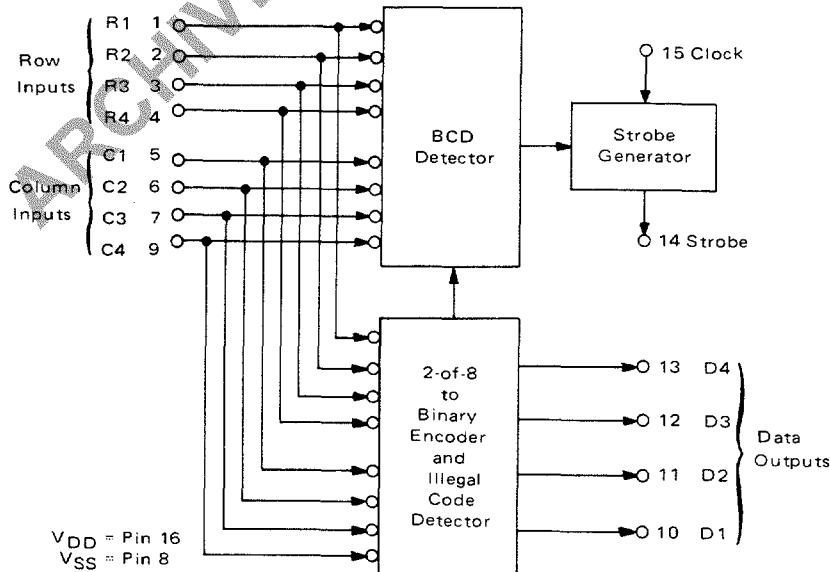 ARCHIVE
Row
Inputs
R1 1
R2 2
R3 3
R4 4
Column
Inputs
C1 5
C2 6
C3 7
C4 9
BCD
Detector
15 Clock
Strobe
Generator
14 Strobe
2-of-8
to
Binary
Encoder
and
Illegal
Code
Detector
13 D4
12 D3
11 D2
10 D1
Data
Outputs
VDD = Pin 16
VSS = Pin 8